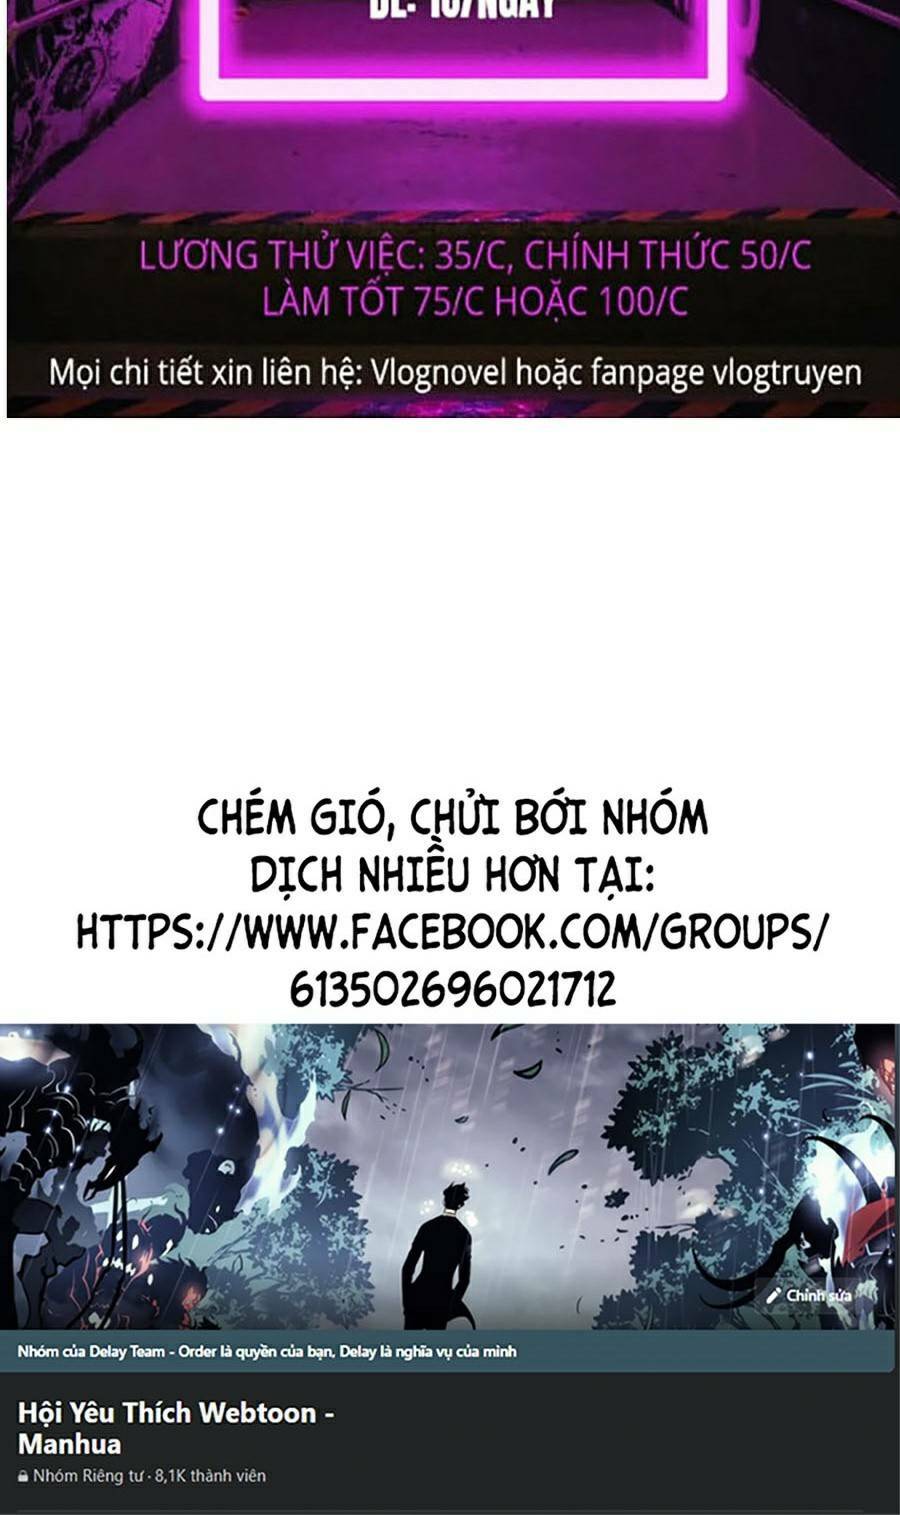 DL: 10/NGÀY
LƯƠNG THỬ VIỆC: 35/C, CHÍNH THỨC 50/C
LÀM TỐT 75/C HOẶC 100/C
Mọi chi tiết xin liên hệ: Vlognovel hoặc fanpage vlogtruyen
CHÉM GIÓ, CHỬI BỚI NHÓM
DỊCH NHIỀU HƠN TẠI:
HTTPS://WWW.FACEBOOK.COM/GROUPS/
613502696021712
Chỉnh sửa
Nhóm của Delay Team - Order là quyền của bạn, Delay là nghĩa vụ của mình
Hội Yêu Thích Webtoon -
Manhua
Nhóm Riêng tư · 8,1K thành viên